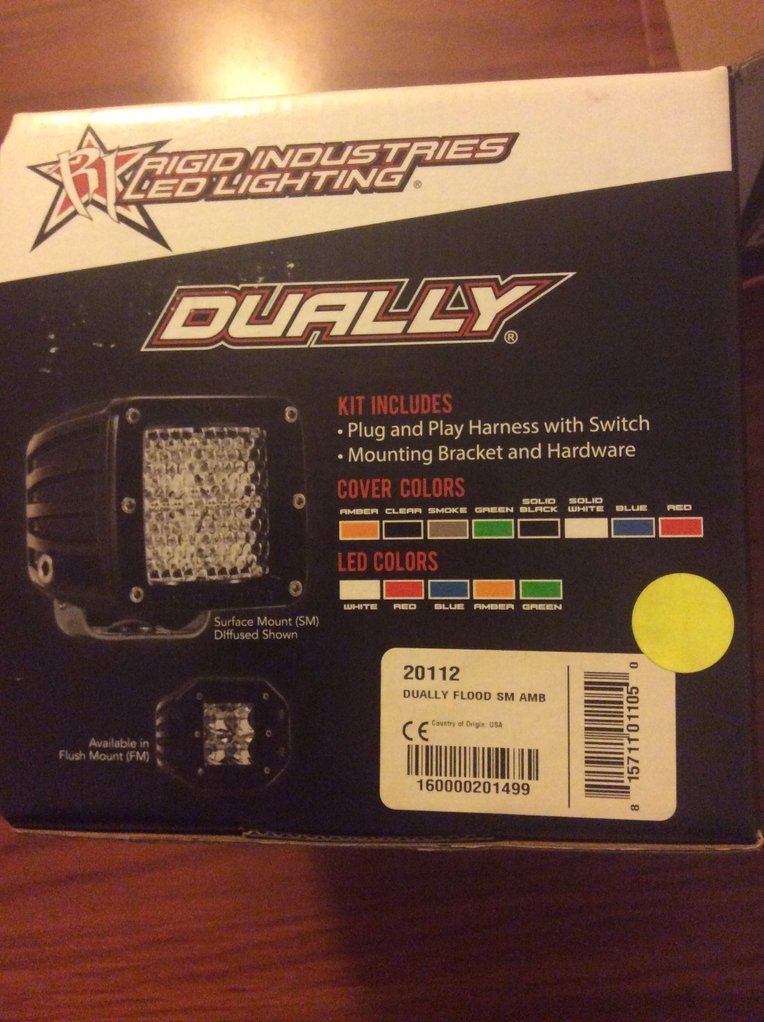 RI RIGID INDUSTRIES
LED LIGHTING®
DUALLY®
KIT INCLUDES
• Plug and Play Harness with Switch
• Mounting Bracket and Hardware
COVER COLORS
AMBER CLEAR SMOKE GREEN SOLID BLACK SOLID WHITE BLUE RED
LED COLORS
WHITE RED BLUE AMBER GREEN
Surface Mount (SM)
Diffused Shown
Available in
Flush Mount (FM)
20112
DUALLY FLOOD SM AMB
CE Country of Origin: USA
160000201499
8 15711 01105 0